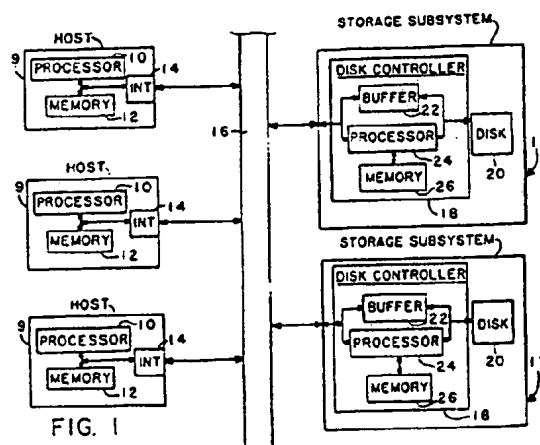 HOST
9
PROCESSOR
10
14
INT
MEMORY
12
HOST
9
PROCESSOR
10
14
INT
MEMORY
12
HOST
9
PROCESSOR
10
14
INT
MEMORY
12
FIG. 1
16
STORAGE SUBSYSTEM
DISK CONTROLLER
BUFFER
22
PROCESSOR
24
MEMORY
26
18
DISK
20
STORAGE SUBSYSTEM
DISK CONTROLLER
BUFFER
22
PROCESSOR
24
MEMORY
26
18
DISK
20